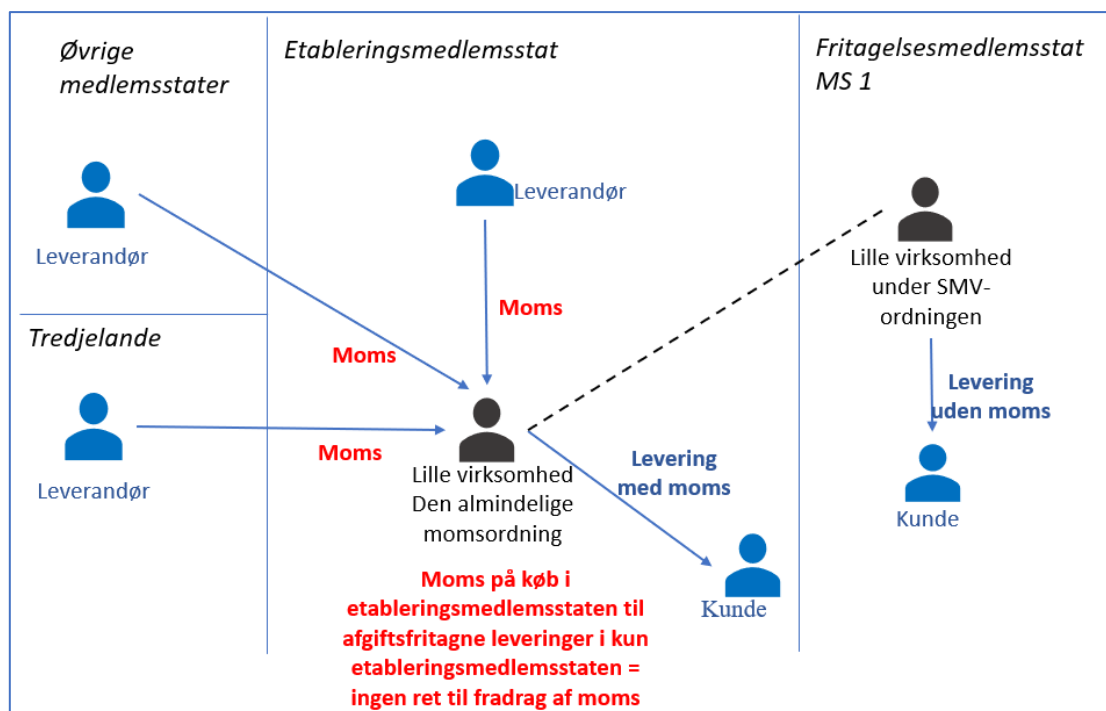 Øvrige
medlemsstater
Leverandør
Tredjelande
Leverandør
Etableringsmedlemsstat
Leverandør
Moms
Moms
Moms
Lille virksomhed
Den almindelige
momsordning
Levering
med moms
Kunde
Moms på køb i
etableringsmedlemsstaten til
afgiftsfritagne leveringer i kun
etableringsmedlemsstaten =
ingen ret til fradrag af moms
Fritagelsesmedlemsstat
MS 1
Lille virksomhed
under SMV-
ordningen
Levering
uden moms
Kunde